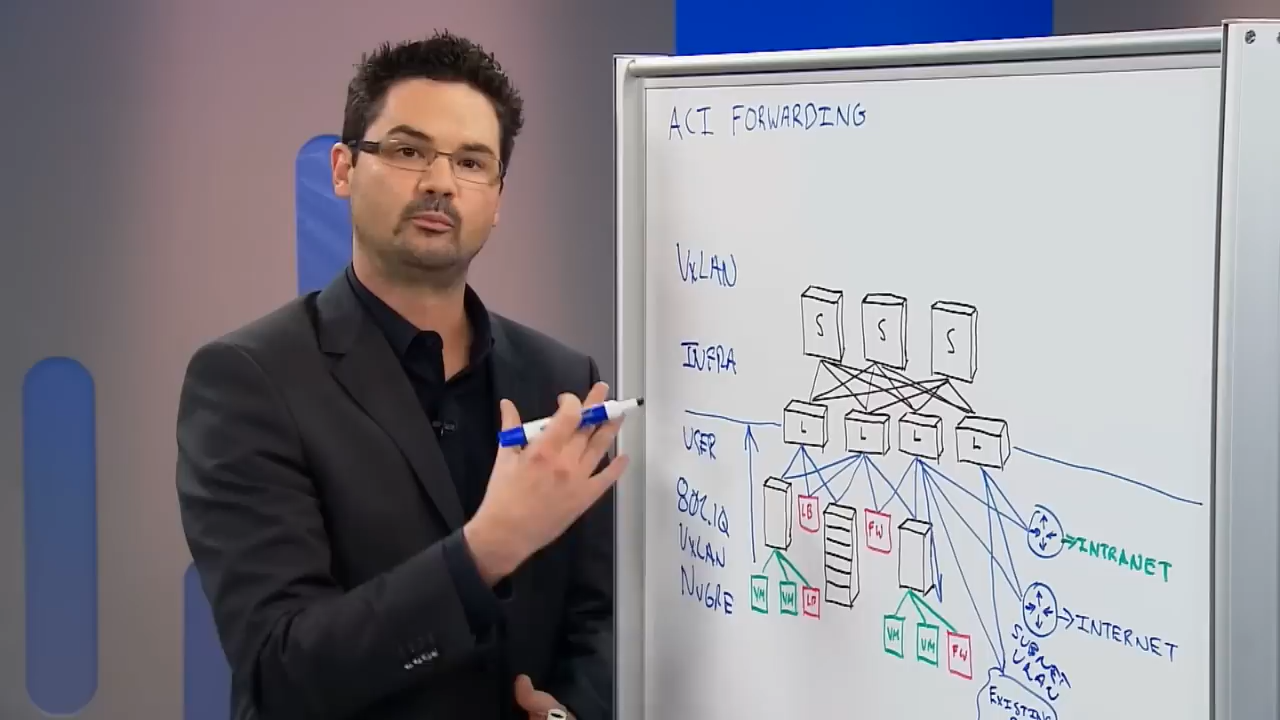 ACI FORWARDING
VxLAN
S S S
INFRA
L L L L
USER
802.1Q
LB
FW
VxLAN
INTRANET
NVGRE
VM VM LB
VM VM FW
INTERNET
SUBNET
VLAN
EXISTING